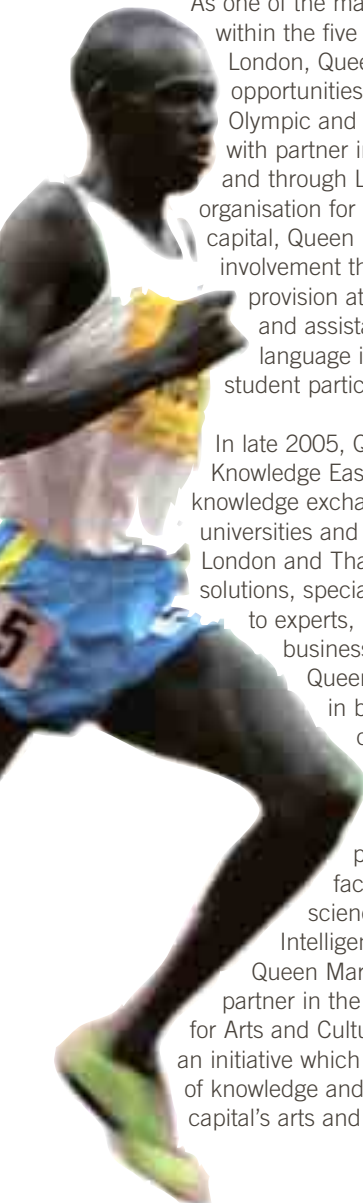 As one of the ma
within the five
London, Quee
opportunities
Olympic and
with partner i
and through L
organisation for
capital, Queen
involvement th
provision at
and assista
language i
student partic
In late 2005, Q
Knowledge Eas
knowledge excha
universities and
London and Tha
solutions, specia
to experts,
business
Queen
in b
p
fac
scien
Intelligen
Queen Mar
partner in the
for Arts and Cultu
an initiative which
of knowledge and
capital's arts and
5